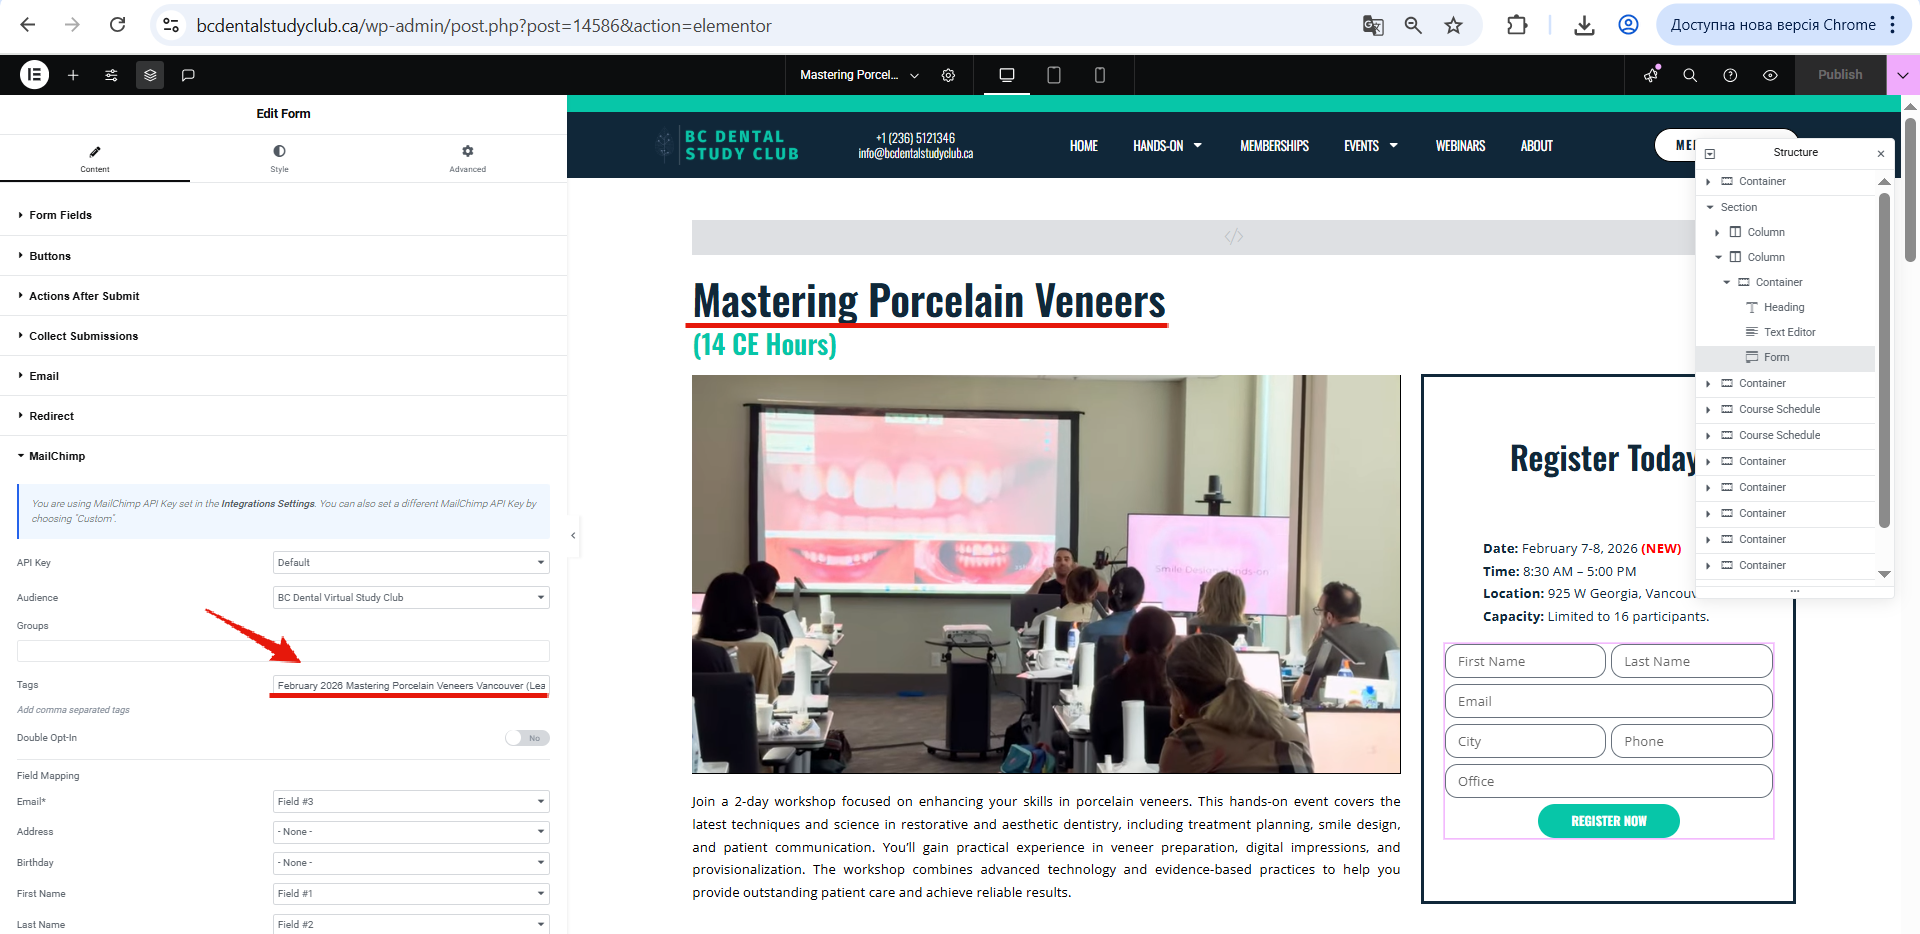 bcdentalstudyclub.ca/wp-admin/post.php?post=14586&action=elementor
Доступна нова версія Chrome
Mastering Porcel...
Publish
Edit Form
Content
Style
Advanced
Form Fields
Buttons
Actions After Submit
Collect Submissions
Email
Redirect
MailChimp
You are using MailChimp API Key set in the Integrations Settings. You can also set a different MailChimp API Key by
choosing "Custom".
API Key
Default
Audience
BC Dental Virtual Study Club
Groups
Tags
February 2026 Mastering Porcelain Veneers Vancouver (Lea
Add comma separated tags
Double Opt-In
No
Field Mapping
Email*
Field #3
Address
- None -
Birthday
- None -
First Name
Field #1
Last Name
Field #2
BC DENTAL
STUDY CLUB
+1 (236) 5121346
info@bcdentalstudyclub.ca
HOME
HANDS-ON
MEMBERSHIPS
EVENTS
WEBINARS
ABOUT
Mastering Porcelain Veneers
(14 CE Hours)
Smile Design Hands-on
Join a 2-day workshop focused on enhancing your skills in porcelain veneers. This hands-on event covers the
latest techniques and science in restorative and aesthetic dentistry, including treatment planning, smile design,
and patient communication. You'll gain practical experience in veneer preparation, digital impressions, and
provisionalization. The workshop combines advanced technology and evidence-based practices to help you
provide outstanding patient care and achieve reliable results.
Register Today
Date: February 7-8, 2026 (NEW)
Time: 8:30 AM – 5:00 PM
Location: 925 W Georgia, Vancouv
Capacity: Limited to 16 participants.
First Name
Last Name
Email
City
Phone
Office
REGISTER NOW
Structure
Container
Section
Column
Column
Container
Heading
Text Editor
Form
Container
Course Schedule
Course Schedule
Container
Container
Container
Container
Container